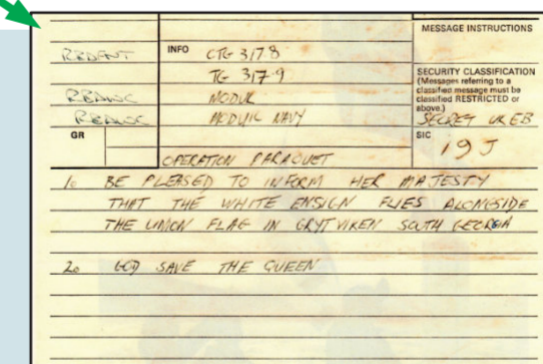 MESSAGE INSTRUCTIONS
REDENT INFO CTG 317·8
TG 317·9
SECURITY CLASSIFICATION
(Messages referring to a
classified message must be
classified RESTRICTED or
above.)
REDWC MODUK
REDWC MODUK NAVY
SECRET UK EB
GR
SIC
19J
OPERATION PARAQUET
1. BE PLEASED TO INFORM HER MAJESTY
THAT THE WHITE ENSIGN FLIES ALONGSIDE
THE UNION FLAG IN GRYTVIKEN SOUTH GEORGIA
2. GOD SAVE THE QUEEN